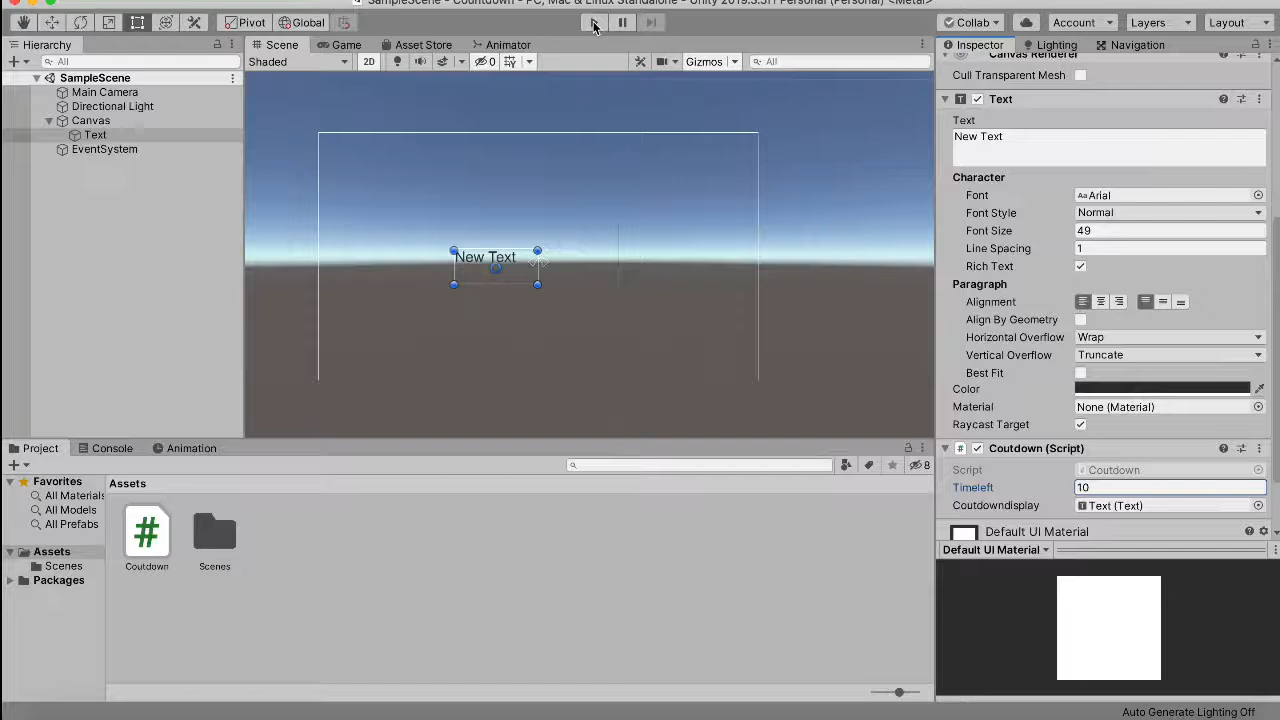 SampleScene - Countdown - PC, Mac & Linux Standalone - Unity 2019.3.5f1 Personal (Personal) <Metal>
Pivot Global Collab Account Layers Layout
Hierarchy Scene Game Asset Store Animator Inspector Lighting Navigation
All Shaded 2D 0 Gizmos All
Canvas Renderer
SampleScene
Main Camera
Directional Light
Canvas
Text
EventSystem
New Text
Cull Transparent Mesh
Text
Text
New Text
Character
Font Arial
Font Style Normal
Font Size 49
Line Spacing 1
Rich Text
Paragraph
Alignment
Align By Geometry
Horizontal Overflow Wrap
Vertical Overflow Truncate
Best Fit
Color
Material None (Material)
Raycast Target
Coutdown (Script)
Script Coutdown
Timeleft 10
Coutdowndisplay Text (Text)
Default UI Material
Default UI Material
Project Console Animation
8
Favorites
All Materials
All Models
All Prefabs
Assets
Scenes
Packages
Assets
Coutdown
Scenes
Auto Generate Lighting Off